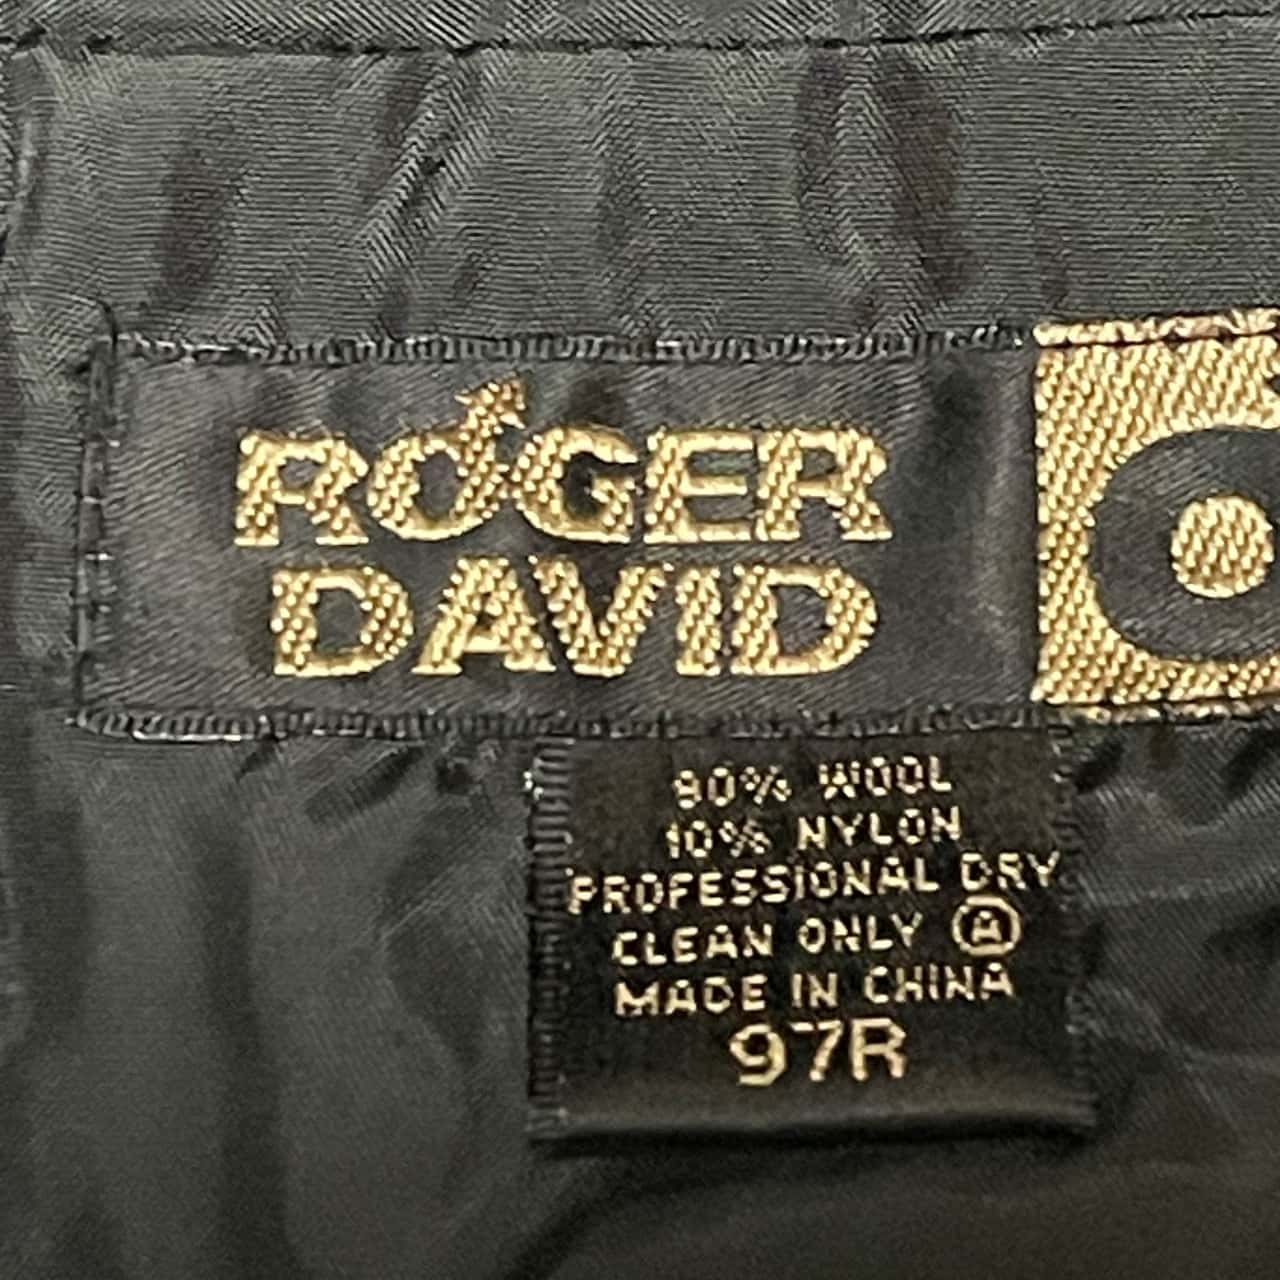 ROGER
DAVID
90% WOOL
10% NYLON
PROFESSIONAL DRY
CLEAN ONLY Ⓐ
MADE IN CHINA
97R